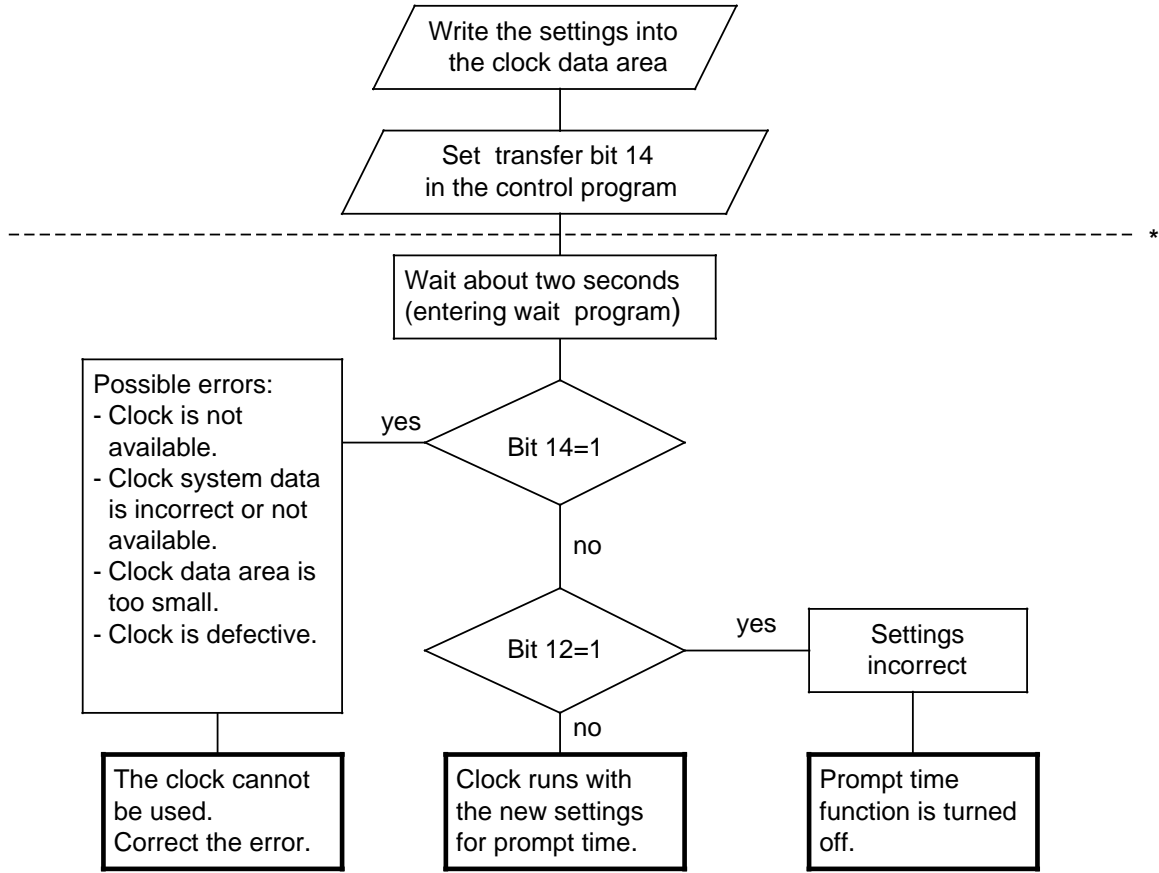 Write the settings into
the clock data area
Set transfer bit 14
in the control program
*
Wait about two seconds
(entering wait program)
Possible errors:
- Clock is not
available.
- Clock system data
is incorrect or not
available.
- Clock data area is
too small.
- Clock is defective.
yes
Bit 14=1
no
Bit 12=1
yes
Settings
incorrect
no
The clock cannot
be used.
Correct the error.
Clock runs with
the new settings
for prompt time.
Prompt time
function is turned
off.